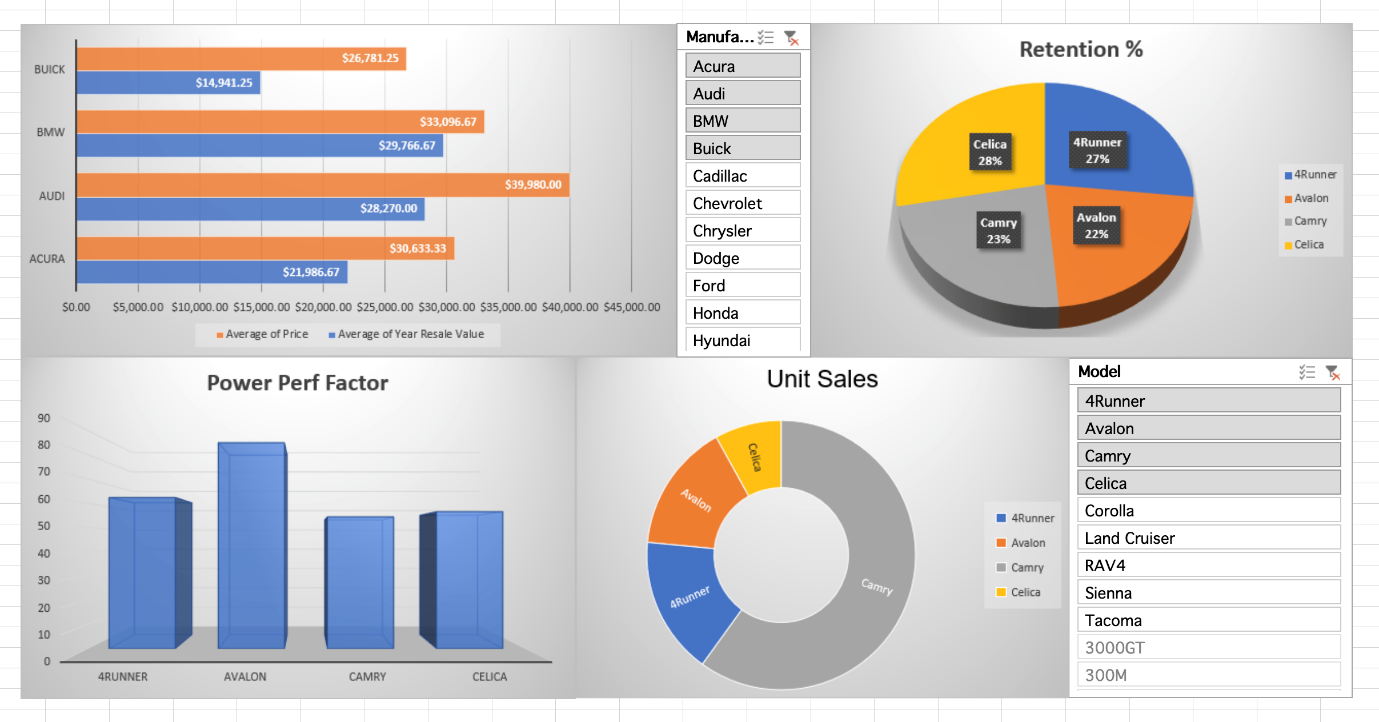 BUICK
$26,781.25
$14,941.25
BMW
$33,096.67
$29,766.67
AUDI
$39,980.00
$28,270.00
ACURA
$30,633.33
$21,986.67
$0.00 $5,000.00 $10,000.00 $15,000.00 $20,000.00 $25,000.00 $30,000.00 $35,000.00 $40,000.00 $45,000.00
Average of Price Average of Year Resale Value
Manufa...
Acura
Audi
BMW
Buick
Cadillac
Chevrolet
Chrysler
Dodge
Ford
Honda
Hyundai
Retention %
Celica
28%
4Runner
27%
Camry
23%
Avalon
22%
4Runner
Avalon
Camry
Celica
Power Perf Factor
90
80
70
60
50
40
30
20
10
0
4RUNNER AVALON CAMRY CELICA
Unit Sales
Celica
Avalon
4Runner
Camry
4Runner
Avalon
Camry
Celica
Model
4Runner
Avalon
Camry
Celica
Corolla
Land Cruiser
RAV4
Sienna
Tacoma
3000GT
300M